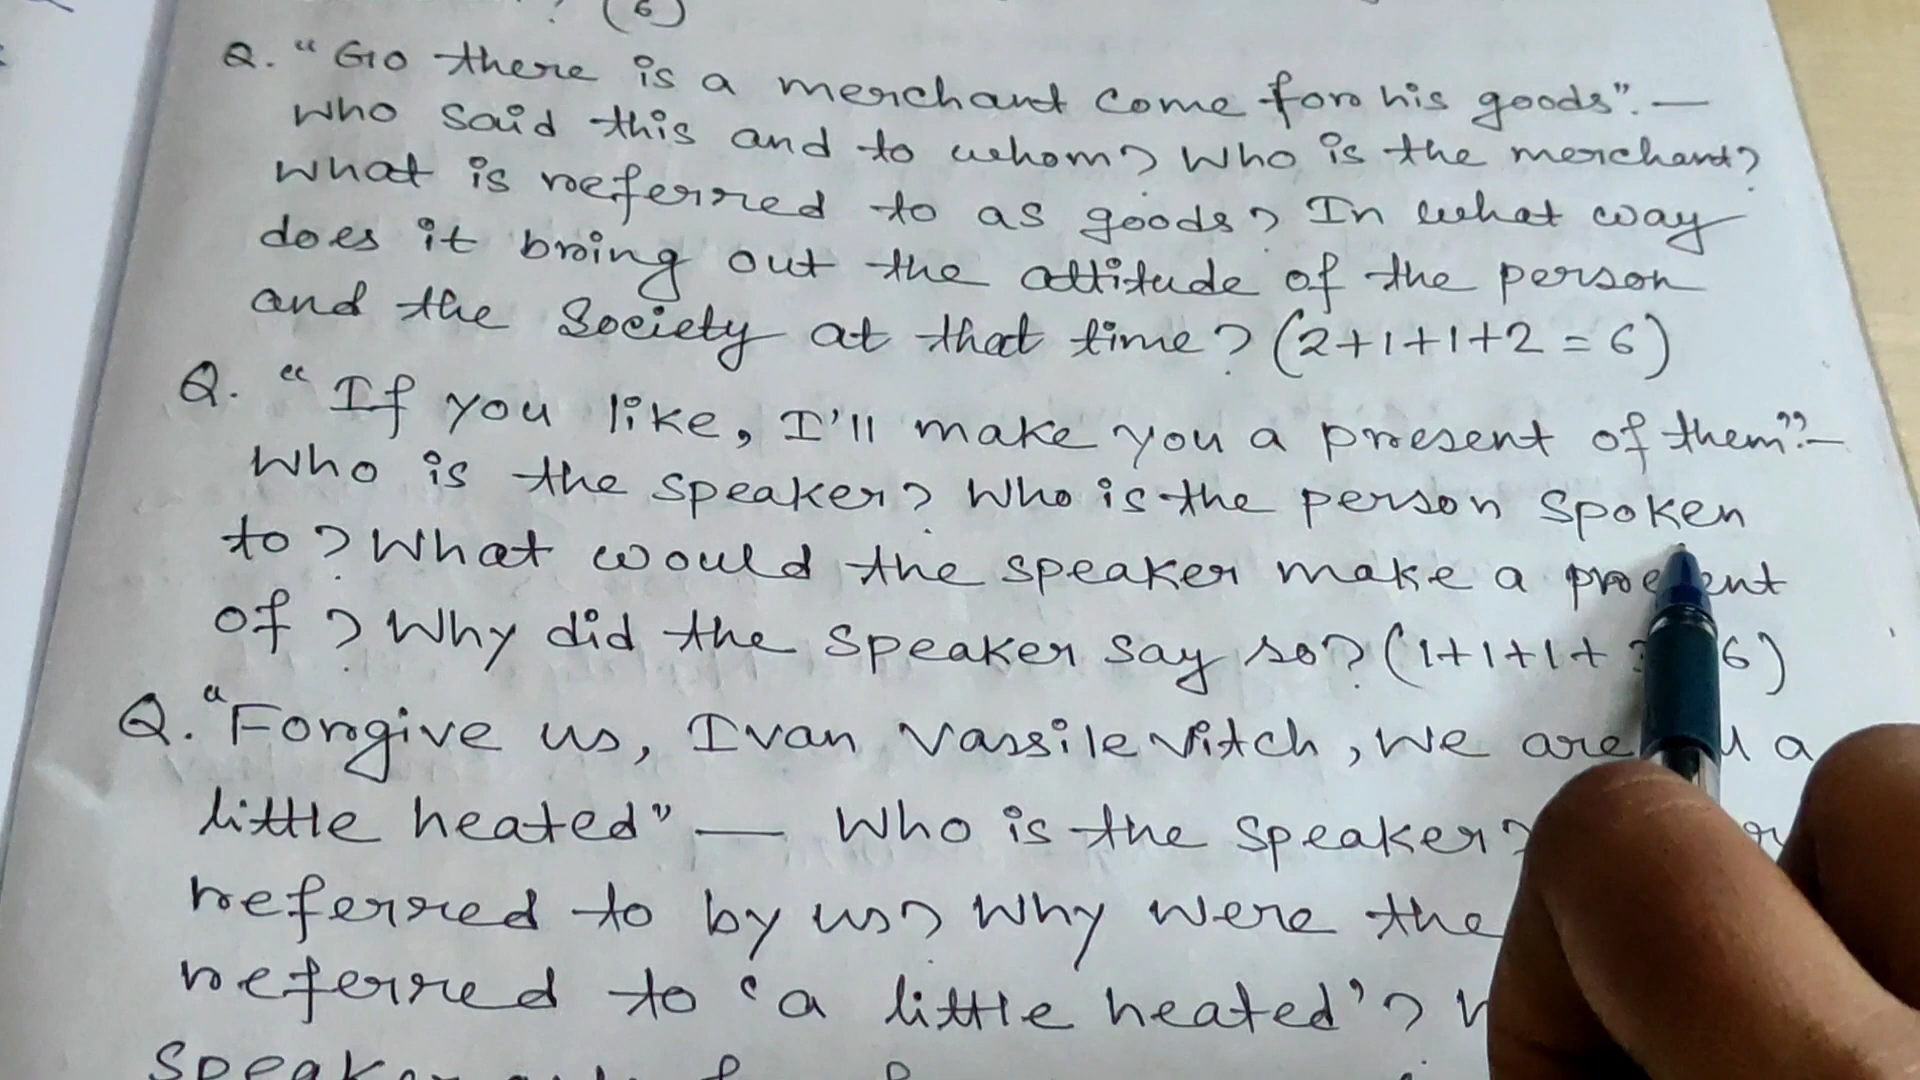 ? (6)
Q. "Go there is a merchant come for his goods". —
Who said this and to whom? Who is the merchant?
What is referred to as goods? In what way
does it bring out the attitude of the person
and the Society at that time? (2+1+1+2=6)
Q. "If you like, I'll make you a present of them". —
Who is the speaker? Who is the person spoken
to? What would the speaker make a present
of? Why did the speaker say so? (1+1+1+ 6)
Q. "Forgive us, Ivan Vassilevitch, we are a
little heated" — Who is the speaker?
referred to by us? Why were the
referred to 'a little heated'?